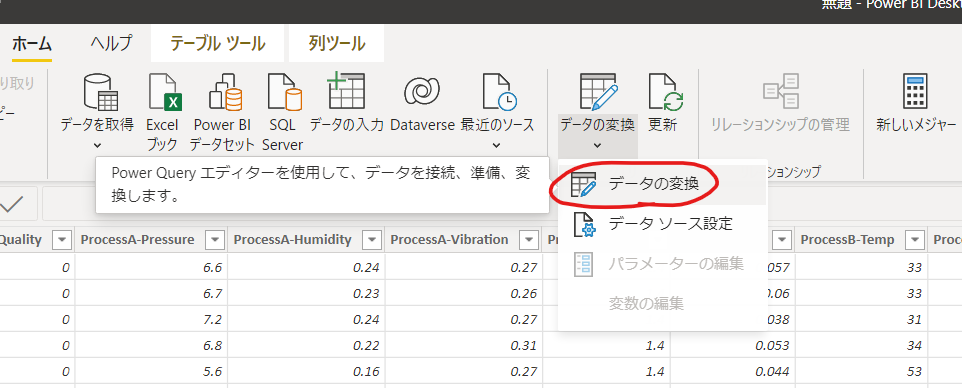 無題 - Power BI Deskt
ホーム ヘルプ テーブル ツール 列ツール
り取り
ピー
データを取得 Excel ブック Power BI データセット SQL Server データの入力 Dataverse 最近のソース データの変換 更新 リレーションシップの管理 新しいメジャー
Power Query エディターを使用して、データを接続、準備、変
換します。
データの変換
データ ソース設定
パラメーターの編集
変数の編集
ンシップ
Quality ProcessA-Pressure ProcessA-Humidity ProcessA-Vibration ProcessB-Temp
0 6.6 0.24 0.27 .057 33
0 6.7 0.23 0.26 0.06 33
0 7.2 0.24 0.27 .038 31
0 6.8 0.22 0.31 1.4 0.053 34
0 5.6 0.16 0.27 1.4 0.044 53